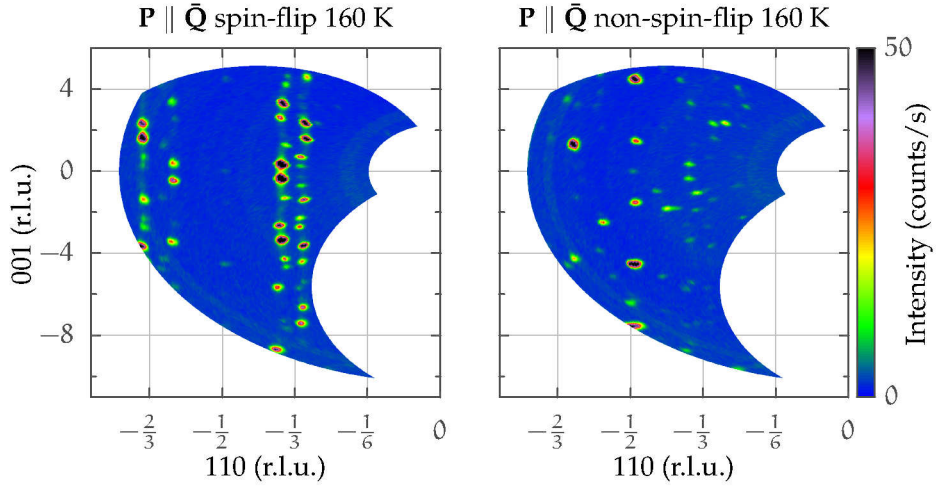 P ∥ Q̄ spin-flip 160 K
P ∥ Q̄ non-spin-flip 160 K
001 (r.l.u.)
4
0
−4
−8
−2/3
−1/2
−1/3
−1/6
0
110 (r.l.u.)
−2/3
−1/2
−1/3
−1/6
0
110 (r.l.u.)
50
0
Intensity (counts/s)